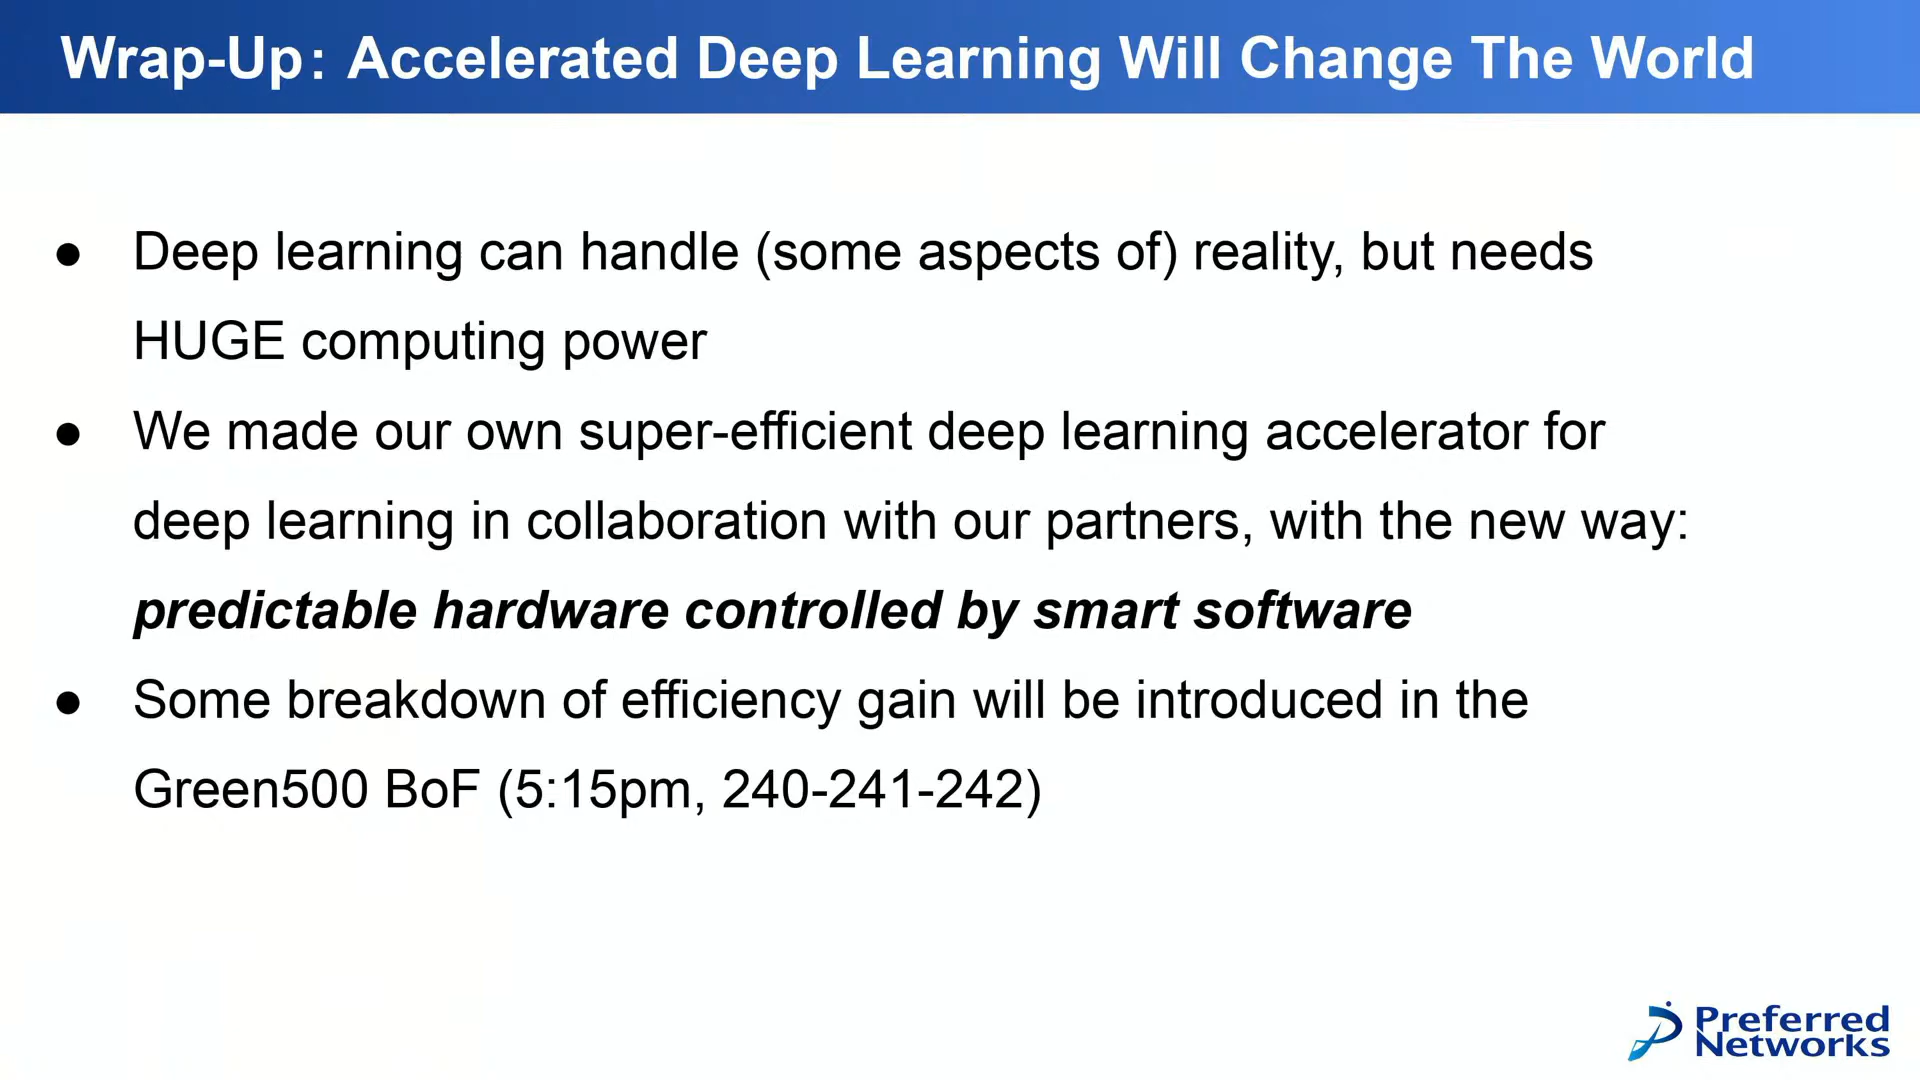 Wrap-Up: Accelerated Deep Learning Will Change The World
● Deep learning can handle (some aspects of) reality, but needs
HUGE computing power
● We made our own super-efficient deep learning accelerator for
deep learning in collaboration with our partners, with the new way:
predictable hardware controlled by smart software
● Some breakdown of efficiency gain will be introduced in the
Green500 BoF (5:15pm, 240-241-242)
Preferred
Networks